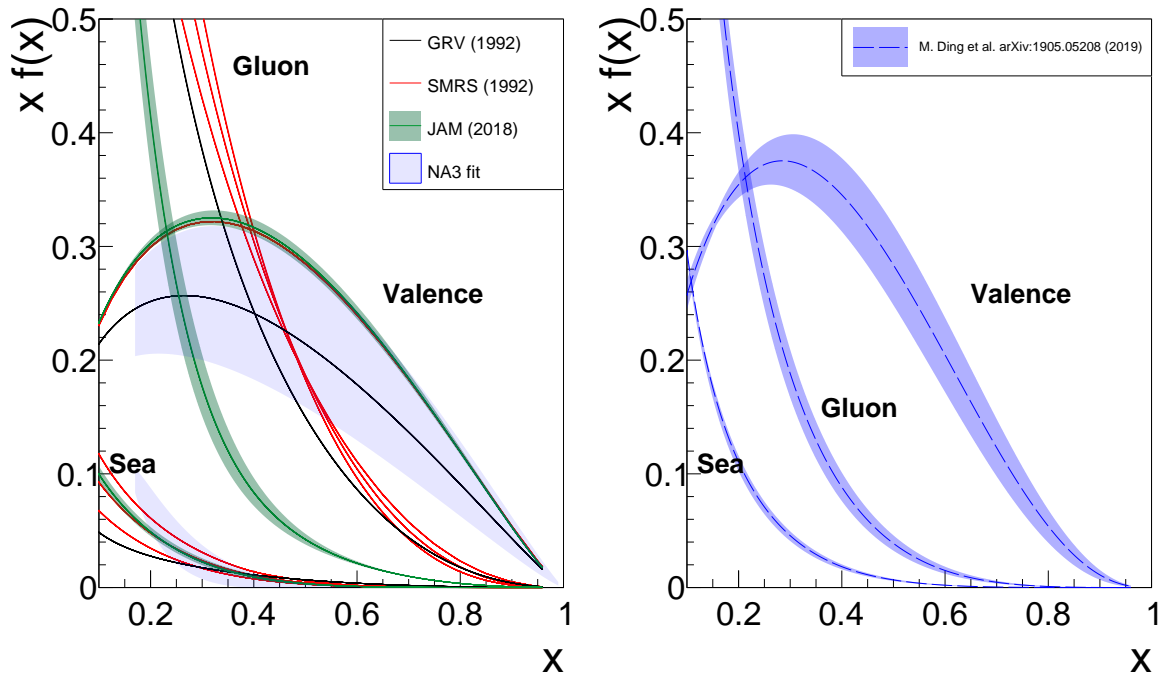 x f(x)
0.5
0.4
0.3
0.2
0.1
0
0.2
0.4
0.6
0.8
1
x
Gluon
Valence
Sea
GRV (1992)
SMRS (1992)
JAM (2018)
NA3 fit
x f(x)
0.5
0.4
0.3
0.2
0.1
0
0.2
0.4
0.6
0.8
1
x
M. Ding et al. arXiv:1905.05208 (2019)
Valence
Gluon
Sea